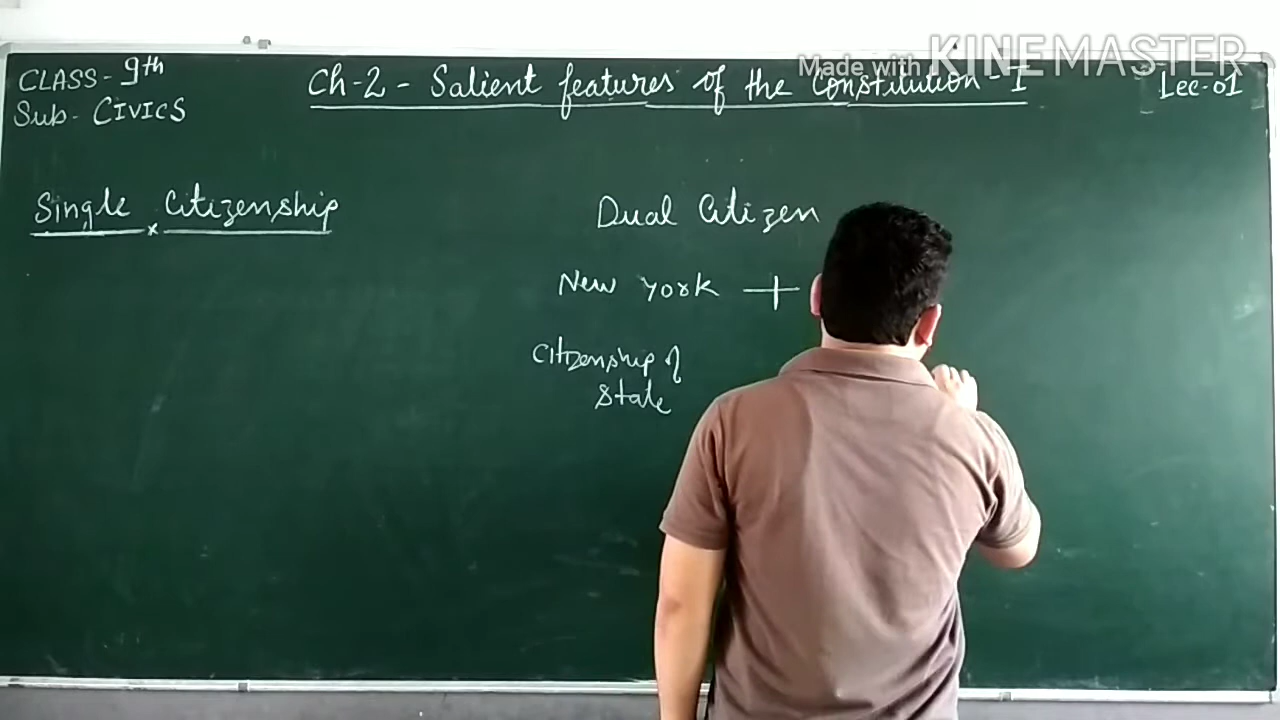 CLASS- 9th
Sub- CIVICS
Ch-2 - Salient features of the Constitution - I
Made with KINEMASTER
Lec-01
Single Citizenship
Dual Citizen
New York +
Citizenship of
State